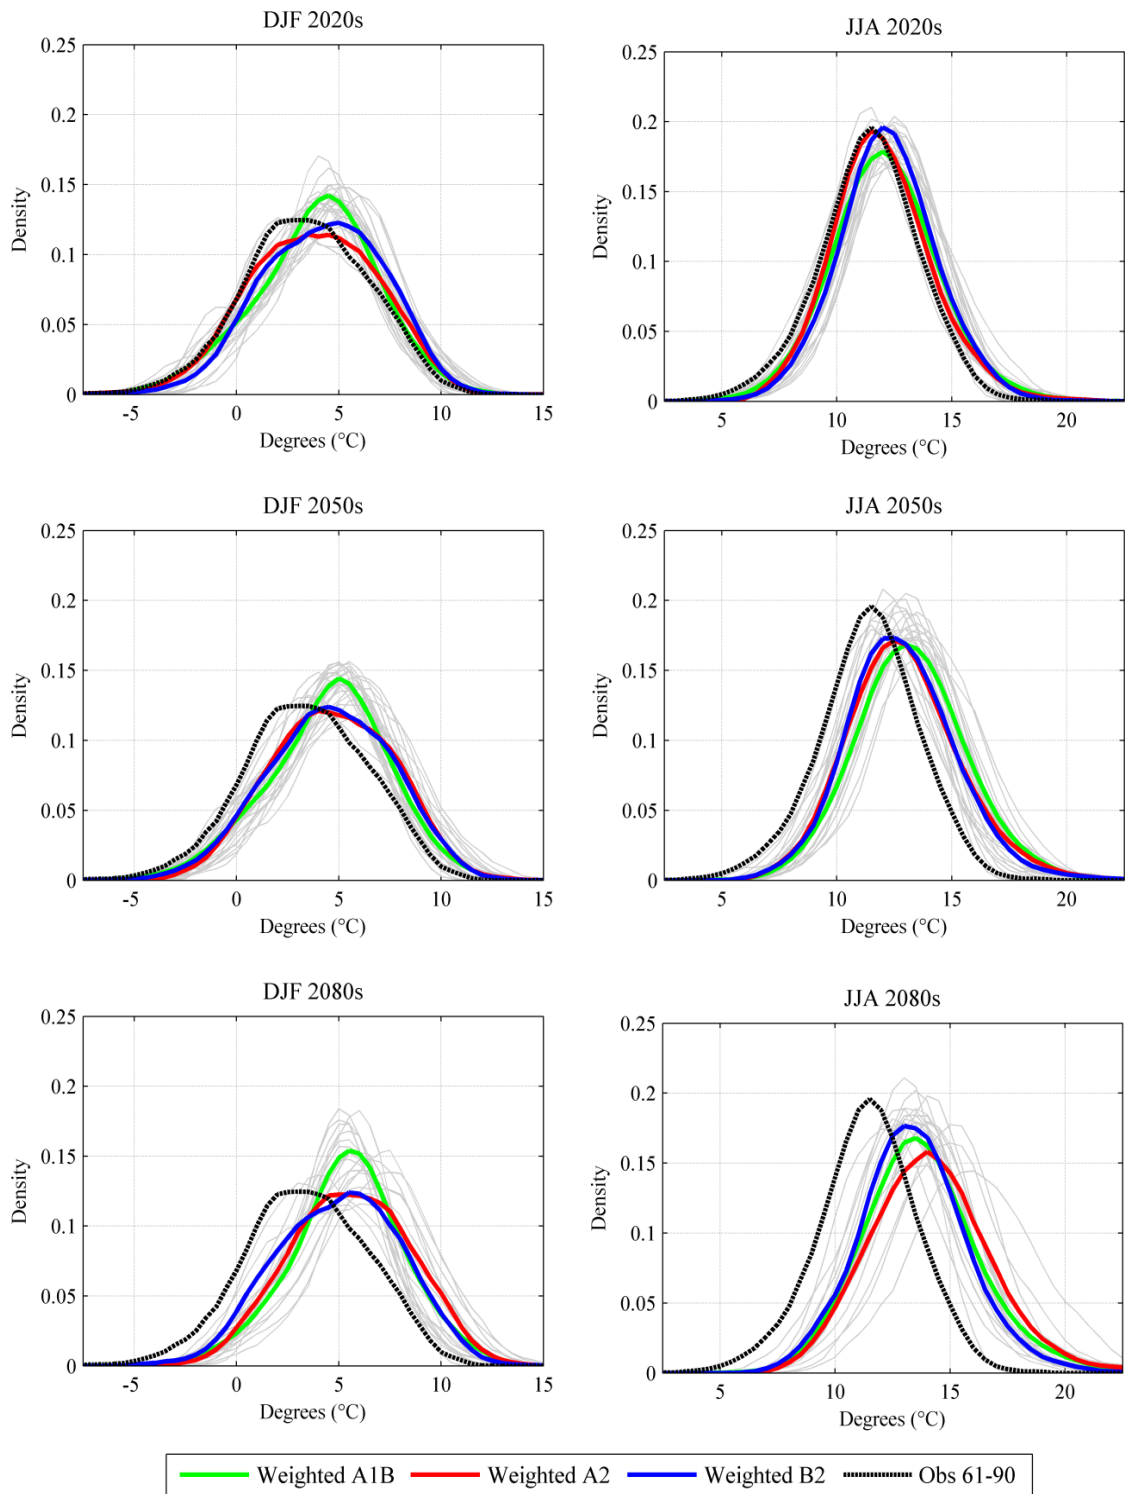 DJF 2020s
0.25
0.2
0.15
0.1
0.05
0
Density
-5 0 5 10 15
Degrees (°C)
JJA 2020s
0.25
0.2
0.15
0.1
0.05
0
Density
5 10 15 20
Degrees (°C)
DJF 2050s
0.25
0.2
0.15
0.1
0.05
0
Density
-5 0 5 10 15
Degrees (°C)
JJA 2050s
0.25
0.2
0.15
0.1
0.05
0
Density
5 10 15 20
Degrees (°C)
DJF 2080s
0.25
0.2
0.15
0.1
0.05
0
Density
-5 0 5 10 15
Degrees (°C)
JJA 2080s
0.25
0.2
0.15
0.1
0.05
0
Density
5 10 15 20
Degrees (°C)
Weighted A1B Weighted A2 Weighted B2 Obs 61-90